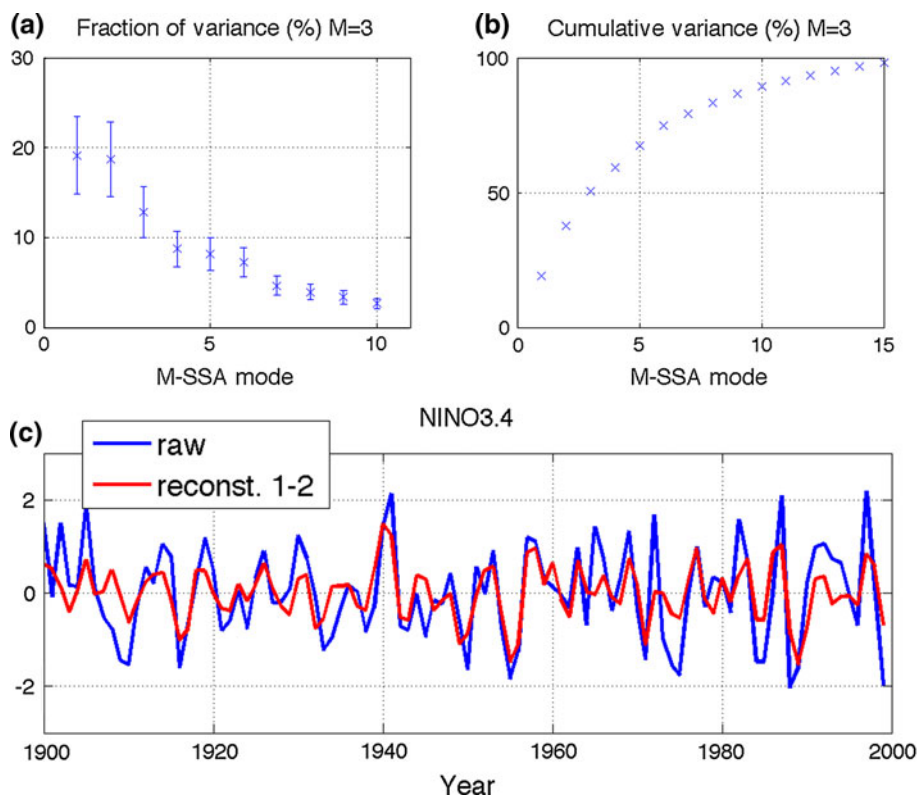 (a) Fraction of variance (%) M=3
30
20
10
0
0 5 10
M-SSA mode
(b) Cumulative variance (%) M=3
100
50
0
0 5 10 15
M-SSA mode
(c) NINO3.4
raw
reconst. 1-2
2
0
-2
1900 1920 1940 1960 1980 2000
Year